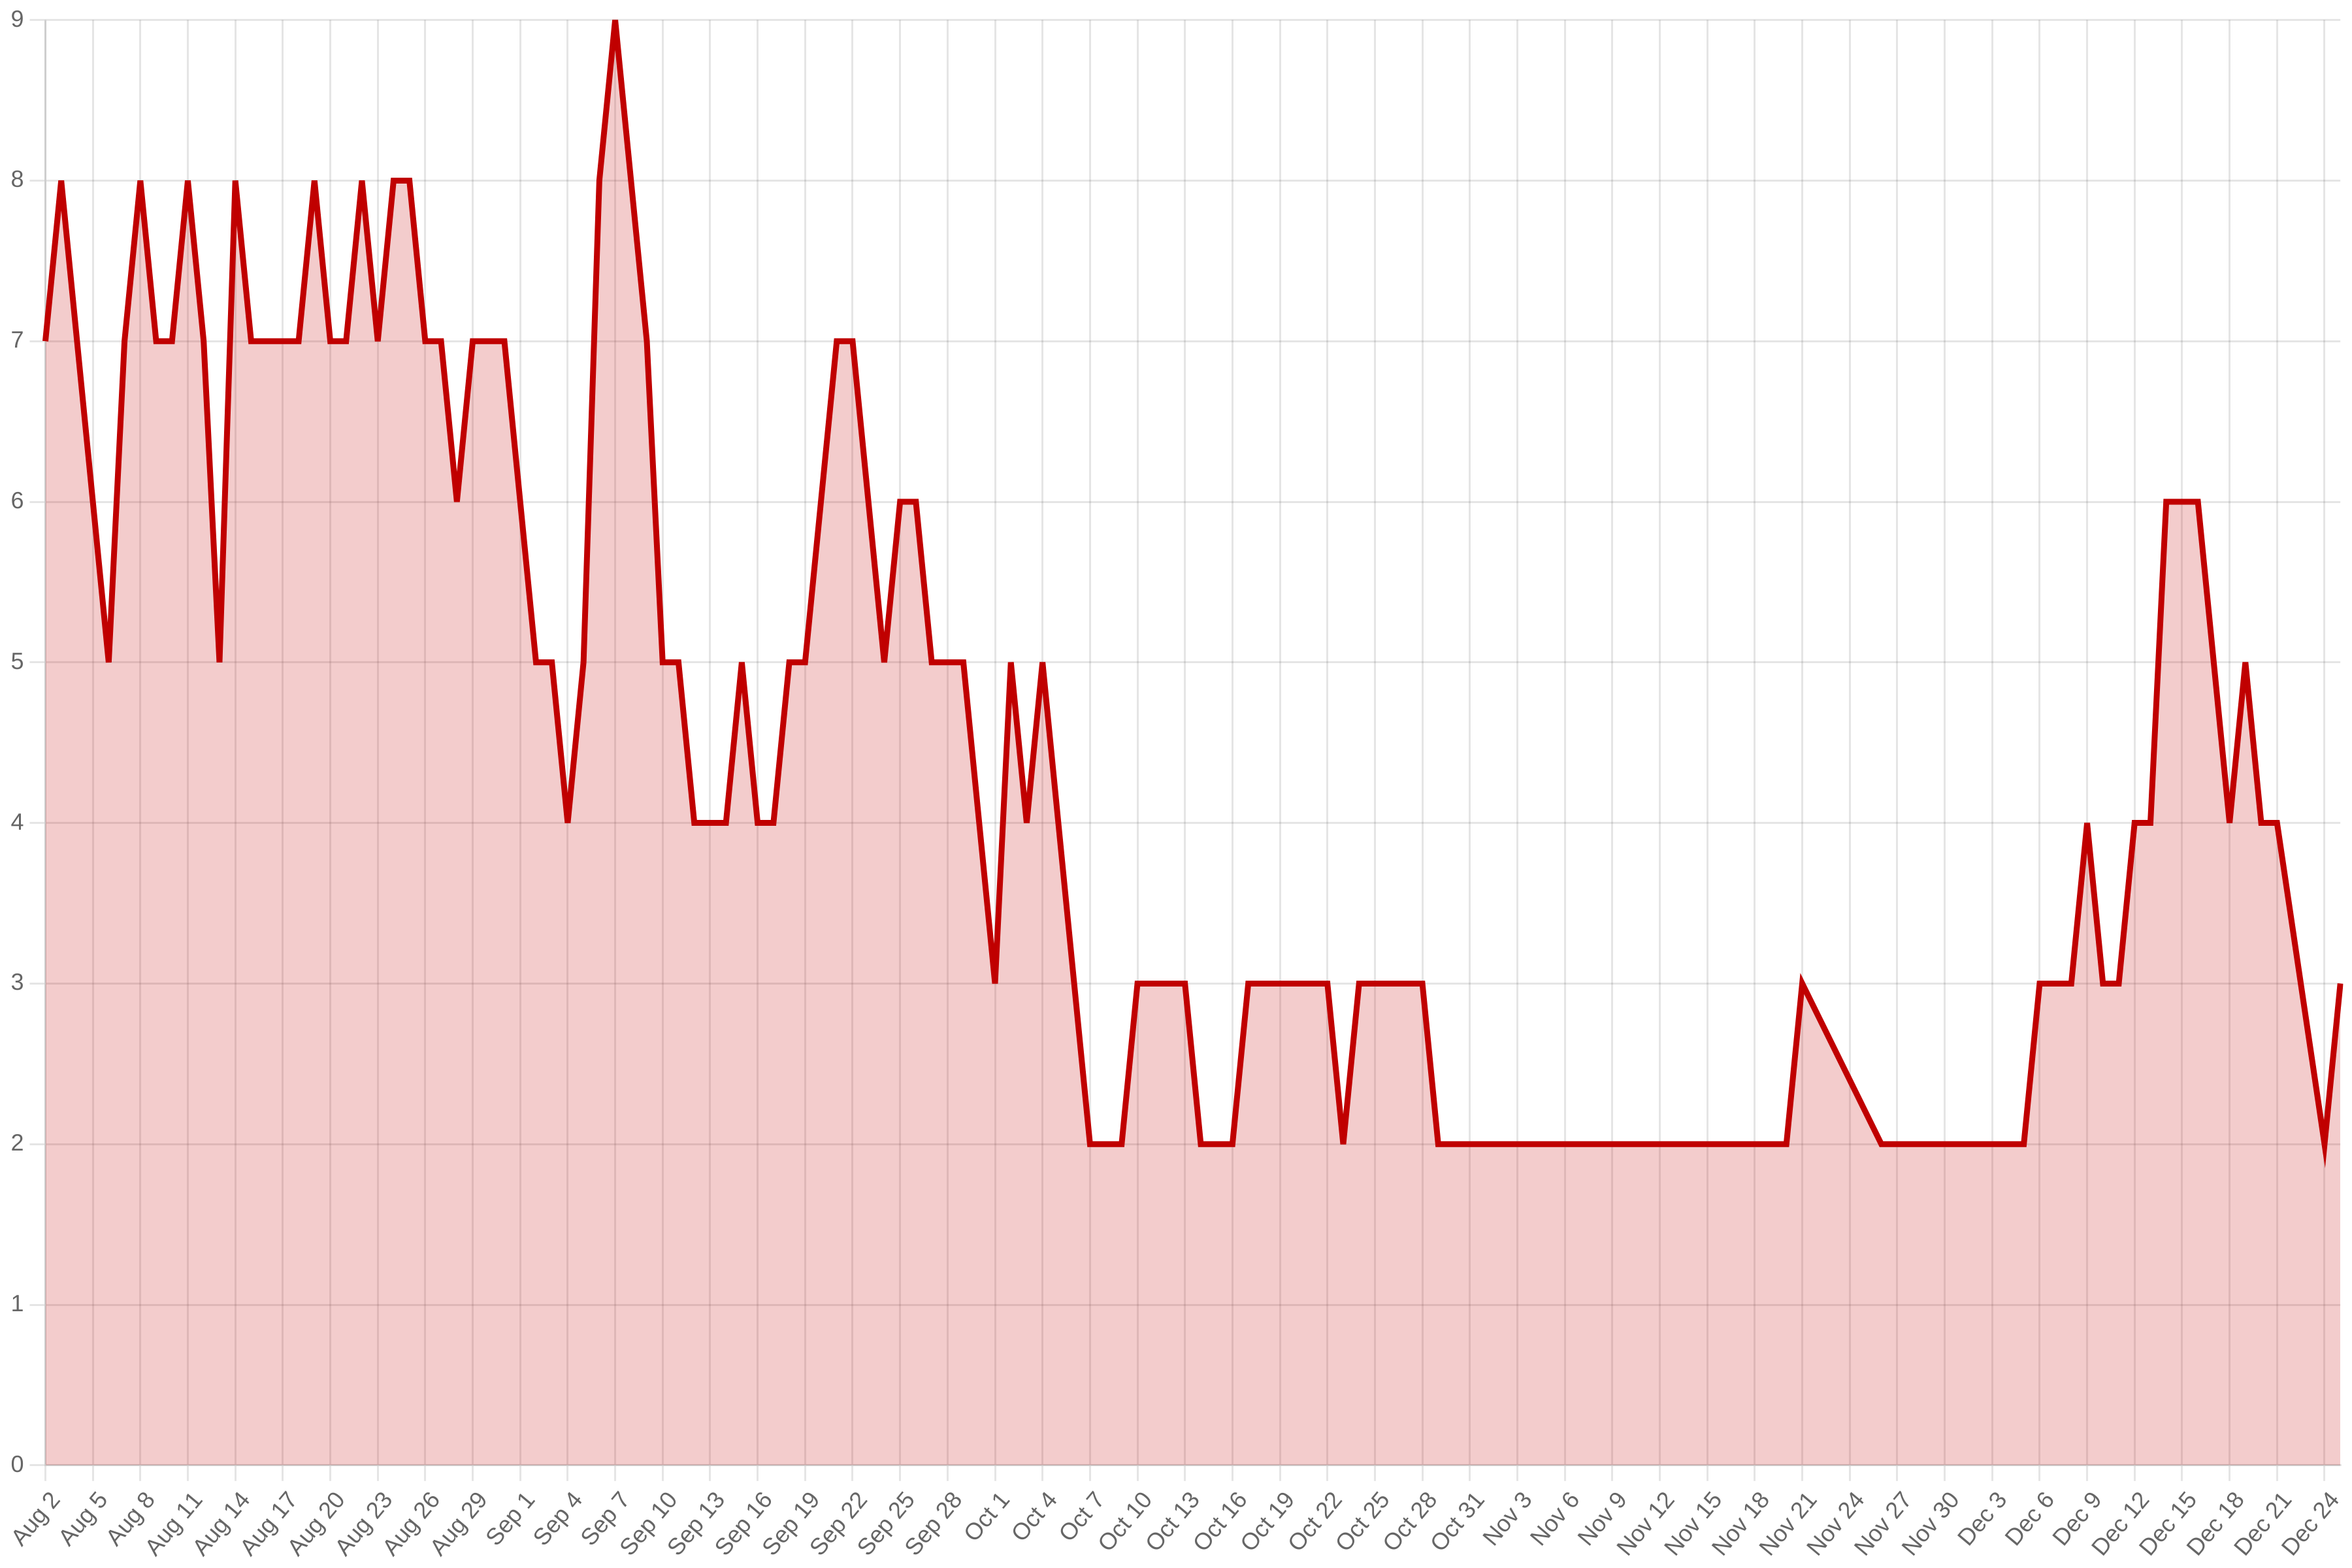 9
8
7
6
5
4
3
2
1
0
Aug 2
Aug 5
Aug 8
Aug 11
Aug 14
Aug 17
Aug 20
Aug 23
Aug 26
Aug 29
Sep 1
Sep 4
Sep 7
Sep 10
Sep 13
Sep 16
Sep 19
Sep 22
Sep 25
Sep 28
Oct 1
Oct 4
Oct 7
Oct 10
Oct 13
Oct 16
Oct 19
Oct 22
Oct 25
Oct 28
Oct 31
Nov 3
Nov 6
Nov 9
Nov 12
Nov 15
Nov 18
Nov 21
Nov 24
Nov 27
Nov 30
Dec 3
Dec 6
Dec 9
Dec 12
Dec 15
Dec 18
Dec 21
Dec 24